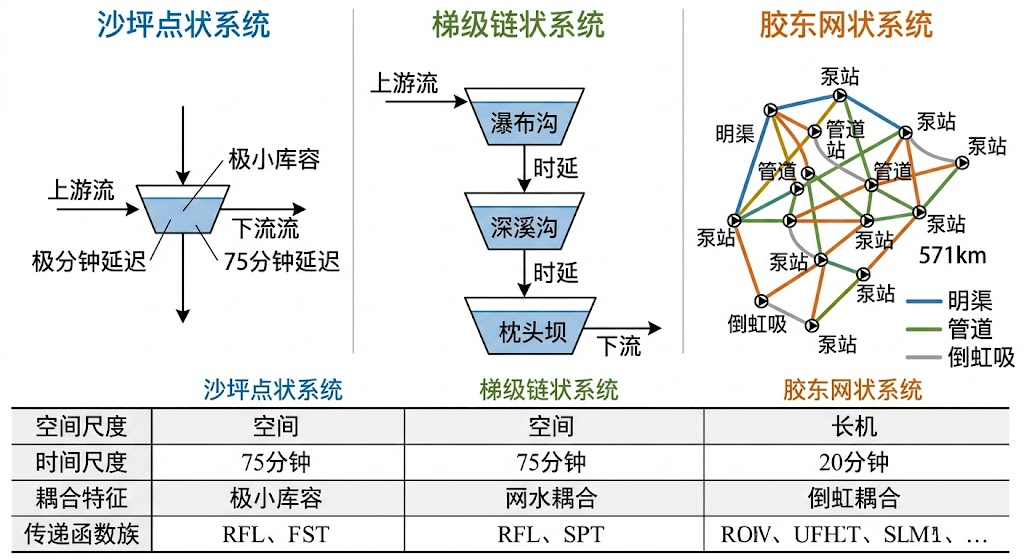 沙坪点状系统
梯级链状系统
胶东网状系统
上游流
极小库容
下流流
极分钟延迟
75分钟延迟
上游流
瀑布沟
时延
深溪沟
时延
枕头坝
下流
泵站
明渠
管道
站
泵站
泵站
管道
管道
泵站
泵站
泵站
571km
泵站
泵站
倒虹吸
泵站
明渠
管道
倒虹吸
沙坪点状系统 梯级链状系统 胶东网状系统
空间尺度 空间 空间 长机
时间尺度 75分钟 75分钟 20分钟
耦合特征 极小库容 网水耦合 倒虹耦合
传递函数族 RFL、FST RFL、SPT